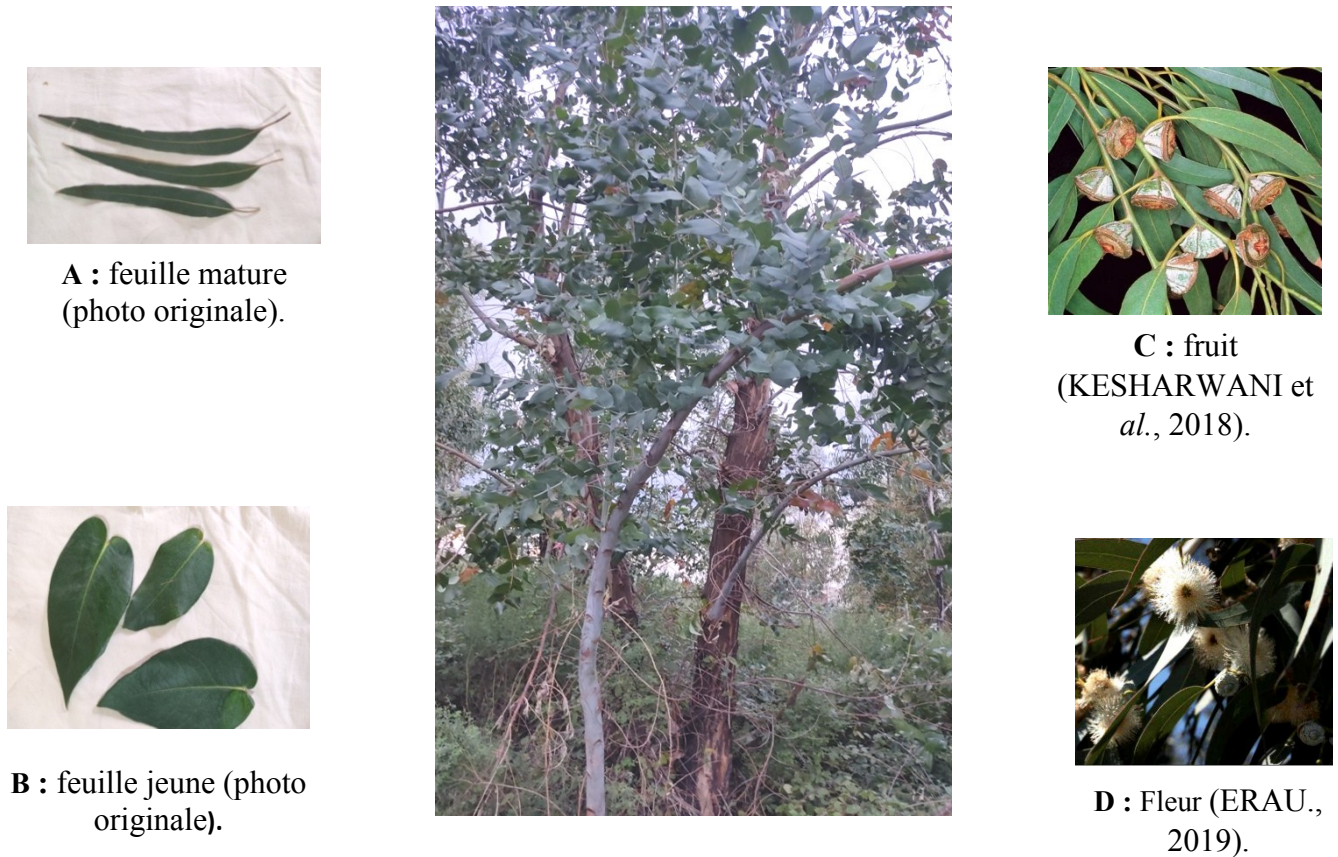 A : feuille mature
(photo originale).
B : feuille jeune (photo
originale).
C : fruit
(KESHARWANI et
al., 2018).
D : Fleur (ERAU.,
2019).